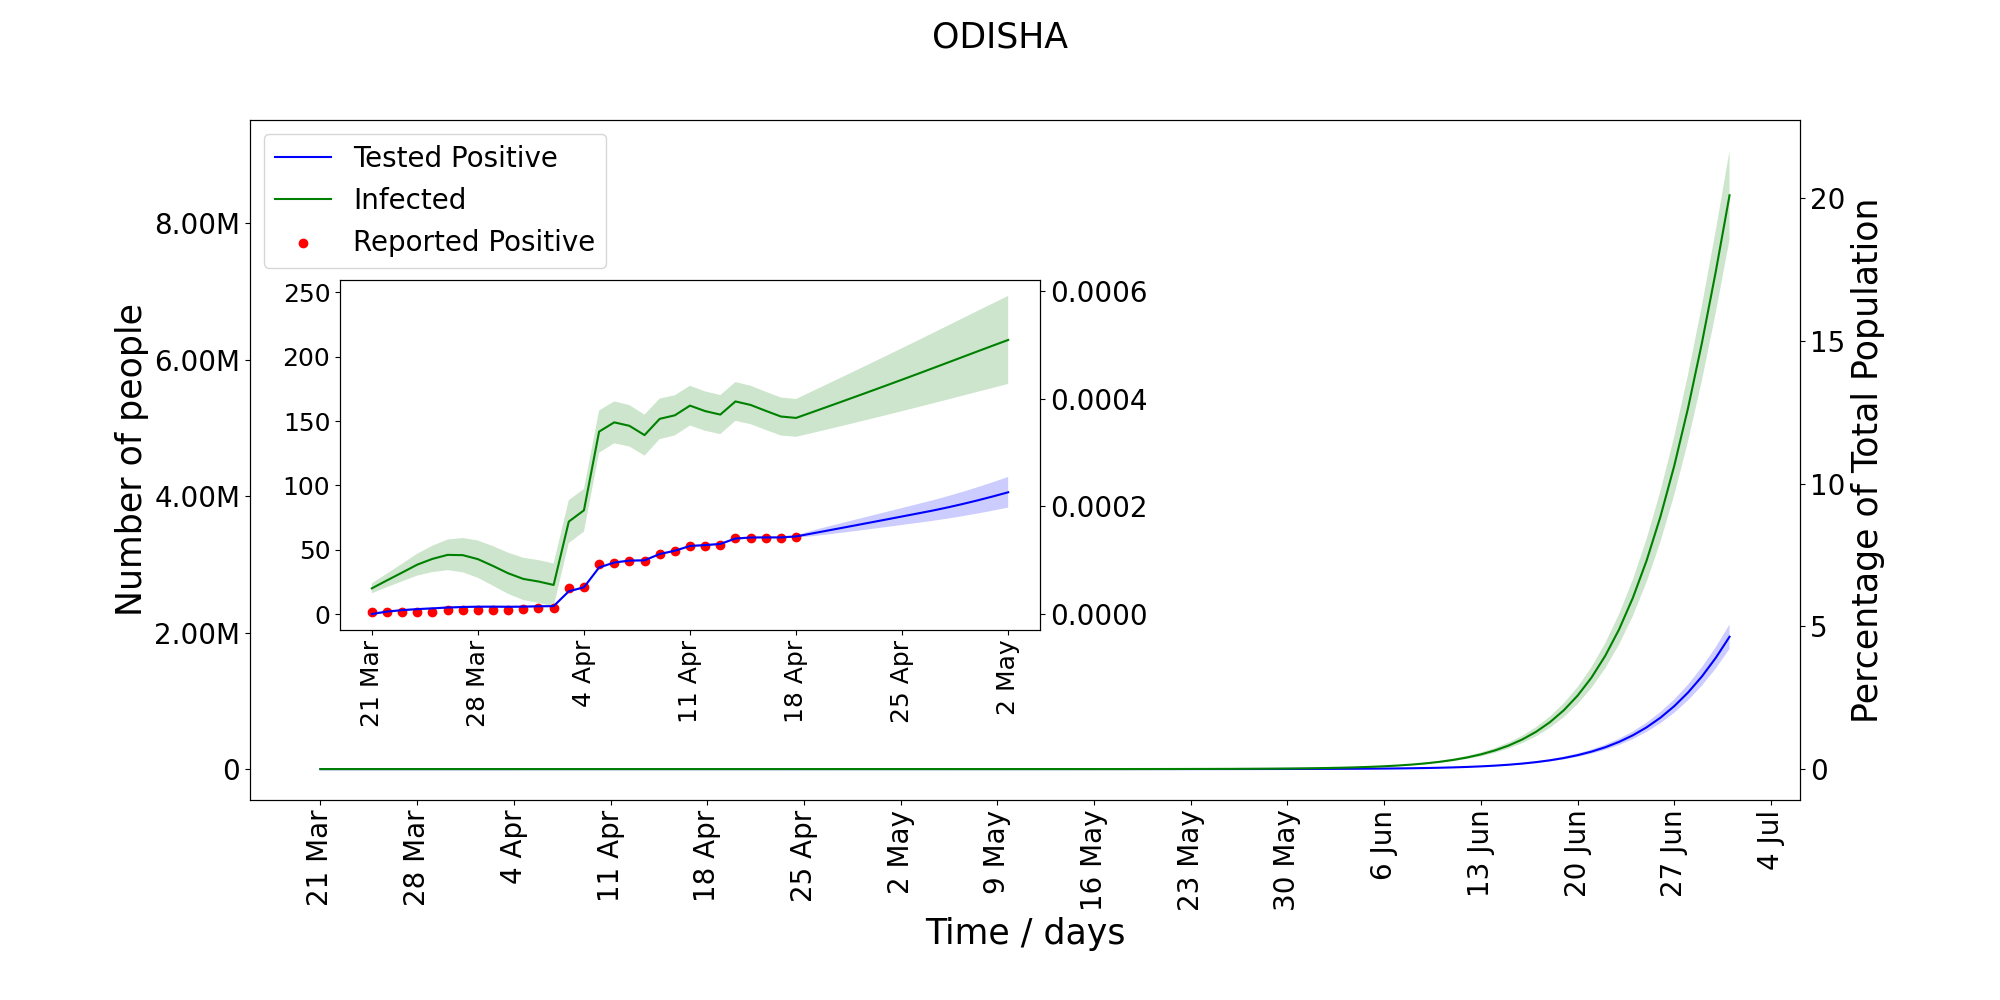 ODISHA
Tested Positive
Infected
Reported Positive
Number of people
8.00M
6.00M
4.00M
2.00M
0
250
200
150
100
50
0
0.0006
0.0004
0.0002
0.0000
21 Mar
28 Mar
4 Apr
11 Apr
18 Apr
25 Apr
2 May
20
15
10
5
0
Percentage of Total Population
21 Mar
28 Mar
4 Apr
11 Apr
18 Apr
25 Apr
2 May
9 May
16 May
23 May
30 May
6 Jun
13 Jun
20 Jun
27 Jun
4 Jul
Time / days